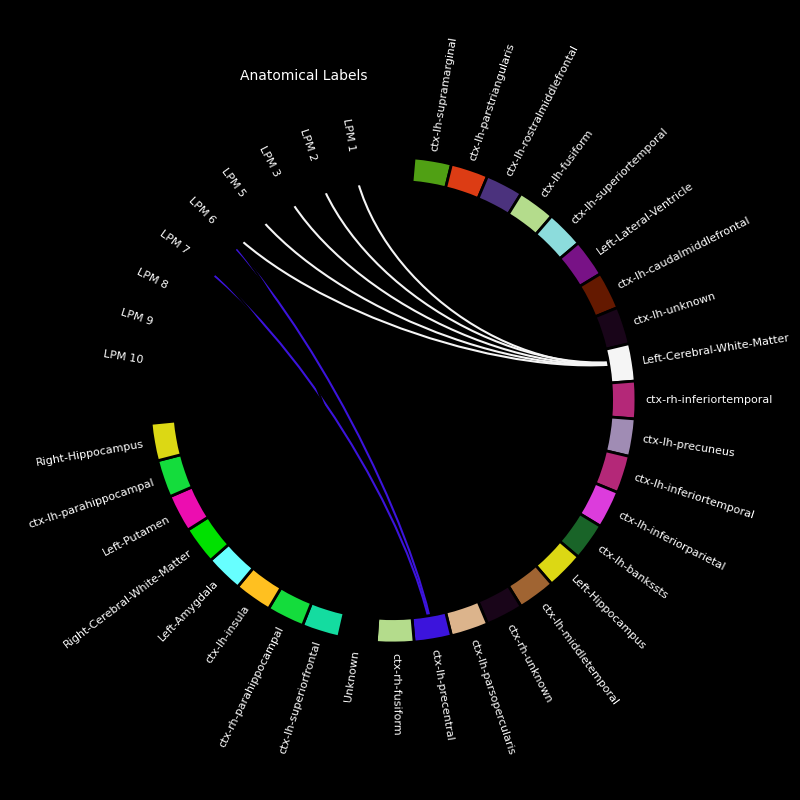 Anatomical Labels
ctx-lh-supramarginal
ctx-lh-parstriangularis
ctx-lh-rostralmiddlefrontal
ctx-lh-fusiform
ctx-lh-superiortemporal
Left-Lateral-Ventricle
ctx-lh-caudalmiddlefrontal
ctx-lh-unknown
Left-Cerebral-White-Matter
ctx-rh-inferiortemporal
ctx-lh-precuneus
ctx-lh-inferiortemporal
ctx-lh-inferiorparietal
ctx-lh-bankssts
Left-Hippocampus
ctx-lh-middletemporal
ctx-rh-unknown
ctx-lh-parsopercularis
ctx-lh-precentral
ctx-rh-fusiform
Unknown
ctx-lh-superiorfrontal
ctx-rh-parahippocampal
ctx-lh-insula
Left-Amygdala
Right-Cerebral-White-Matter
Left-Putamen
ctx-lh-parahippocampal
Right-Hippocampus
LPM 10
LPM 9
LPM 8
LPM 7
LPM 6
LPM 5
LPM 3
LPM 2
LPM 1